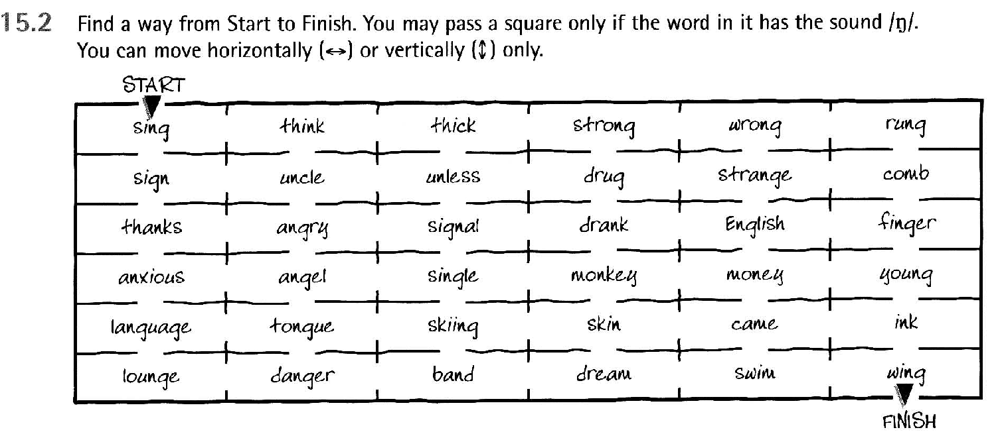 15.2 Find a way from Start to Finish. You may pass a square only if the word in it has the sound /ŋ/.
You can move horizontally (↔) or vertically (↕) only.
START
sing think thick strong wrong rung
sign uncle unless drug strange comb
thanks angry signal drank English finger
anxious angel single monkey money young
language tongue skiing skin came ink
lounge danger band dream swim wing
FINISH